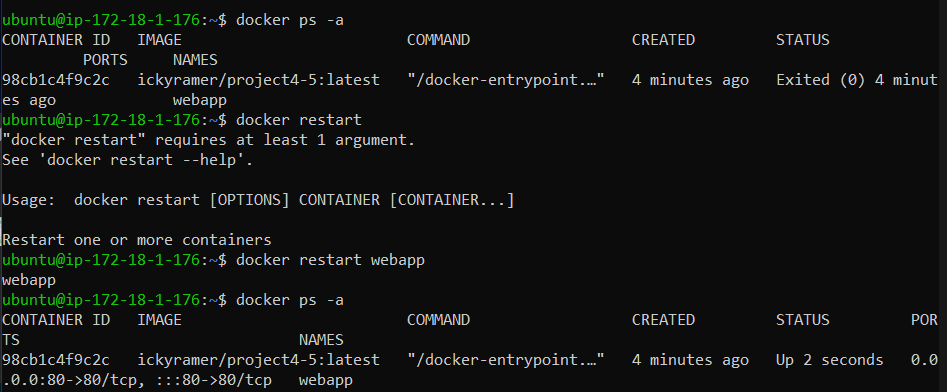 ubuntu@ip-172-18-1-176:~$ docker ps -a
CONTAINER ID   IMAGE                       COMMAND                  CREATED         STATUS
        PORTS     NAMES
98cb1c4f9c2c   ickyramer/project4-5:latest   "/docker-entrypoint.…"   4 minutes ago   Exited (0) 4 minut
es ago             webapp
ubuntu@ip-172-18-1-176:~$ docker restart
"docker restart" requires at least 1 argument.
See 'docker restart --help'.
Usage:  docker restart [OPTIONS] CONTAINER [CONTAINER...]
Restart one or more containers
ubuntu@ip-172-18-1-176:~$ docker restart webapp
webapp
ubuntu@ip-172-18-1-176:~$ docker ps -a
CONTAINER ID   IMAGE                       COMMAND                  CREATED         STATUS         POR
TS                               NAMES
98cb1c4f9c2c   ickyramer/project4-5:latest   "/docker-entrypoint.…"   4 minutes ago   Up 2 seconds   0.0
.0.0:80->80/tcp, :::80->80/tcp   webapp